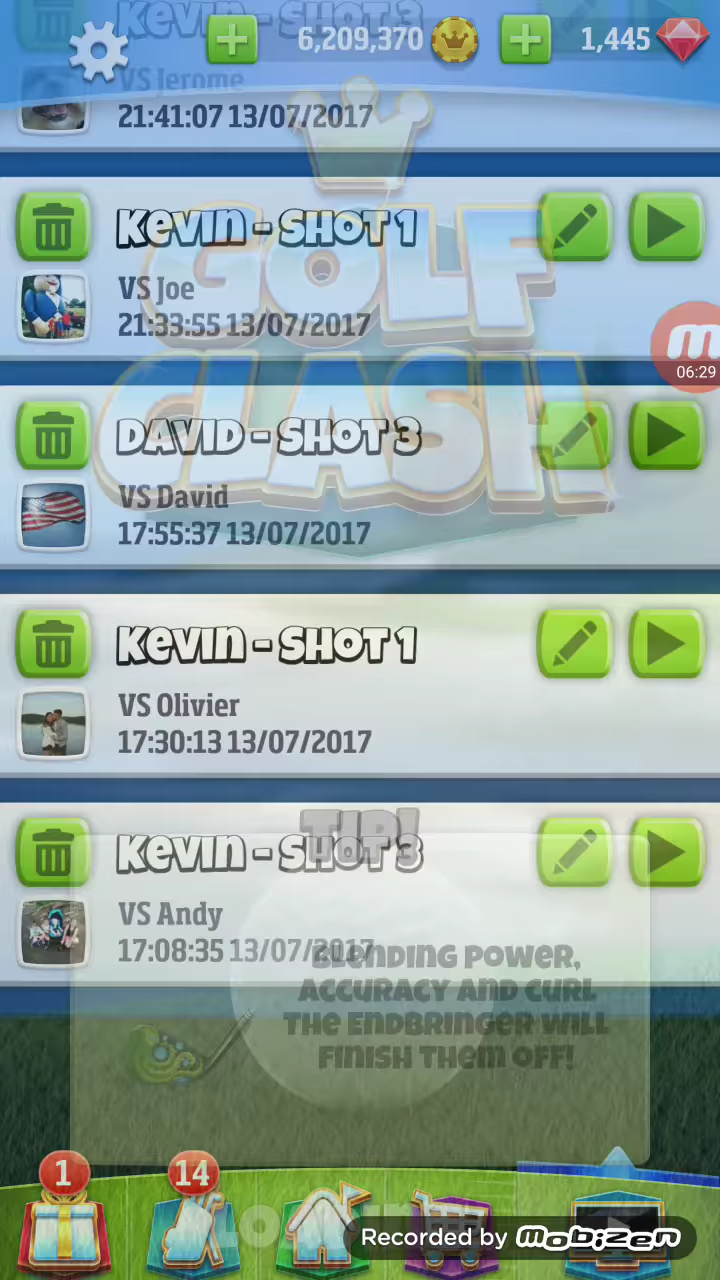 Kevin - SHOT 3
6,209,370
1,445
VS Jerome
21:41:07 13/07/2017
Kevin - SHOT 1
VS Joe
21:33:55 13/07/2017
GOLF
CLASH
06:29
DAVID - SHOT 3
VS David
17:55:37 13/07/2017
Kevin - SHOT 1
VS Olivier
17:30:13 13/07/2017
TIP!
Kevin - SHOT 3
VS Andy
17:08:35 13/07/2017
BLENDING POWER,
ACCURACY AND CURL
THE ENDBRINGER WILL
FINISH THEM OFF!
1
14
Recorded by mobizen